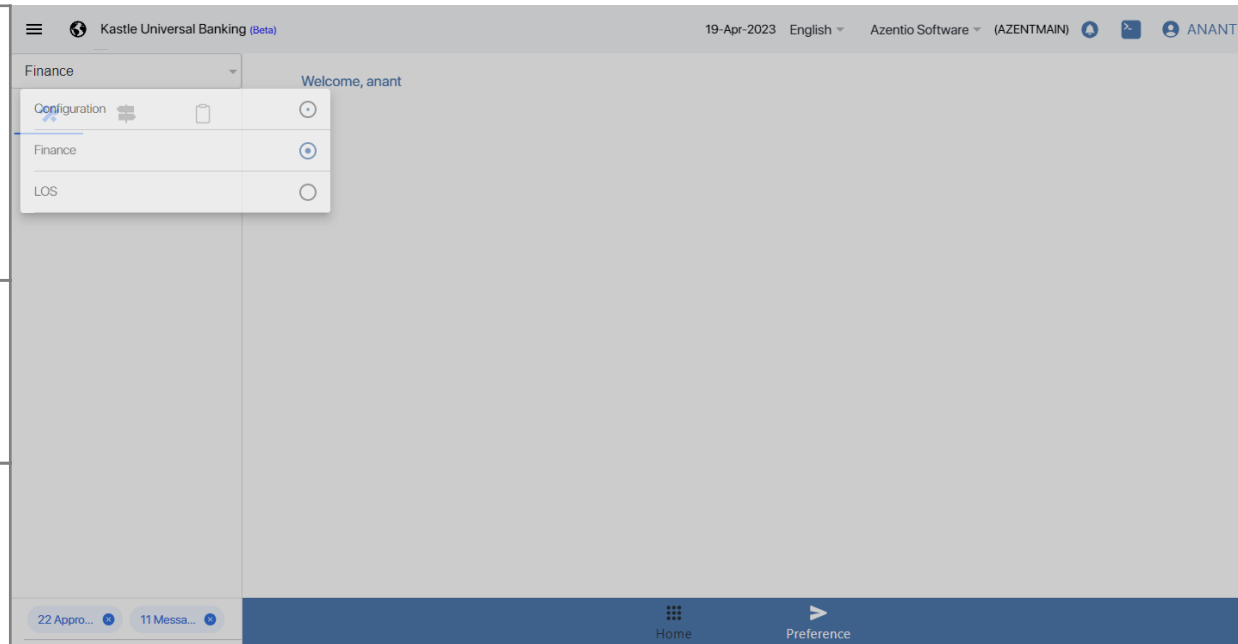 Kastle Universal Banking (Beta) 19-Apr-2023 English Azentio Software (AZENTMAIN) ANANT
Finance
Welcome, anant
Configuration
Finance
LOS
22 Appro... 11 Messa...
Home Preference